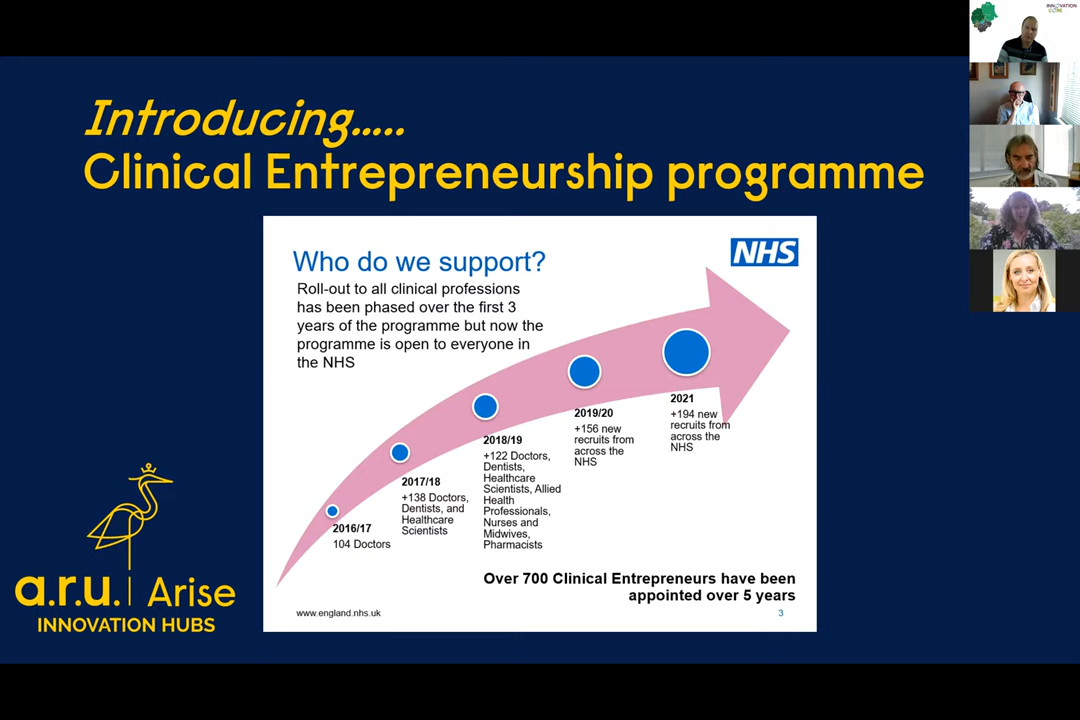 Introducing.....
Clinical Entrepreneurship programme
NHS
Who do we support?
Roll-out to all clinical professions
has been phased over the first 3
years of the programme but now the
programme is open to everyone in
the NHS
2016/17
104 Doctors
2017/18
+138 Doctors,
Dentists, and
Healthcare
Scientists
2018/19
+122 Doctors,
Dentists,
Healthcare
Scientists, Allied
Health
Professionals,
Nurses and
Midwives,
Pharmacists
2019/20
+156 new
recruits from
across the
NHS
2021
+194 new
recruits from
across the
NHS
Over 700 Clinical Entrepreneurs have been
appointed over 5 years
www.england.nhs.uk
3
a.r.u. Arise
INNOVATION HUBS
INNOVATION
CORE